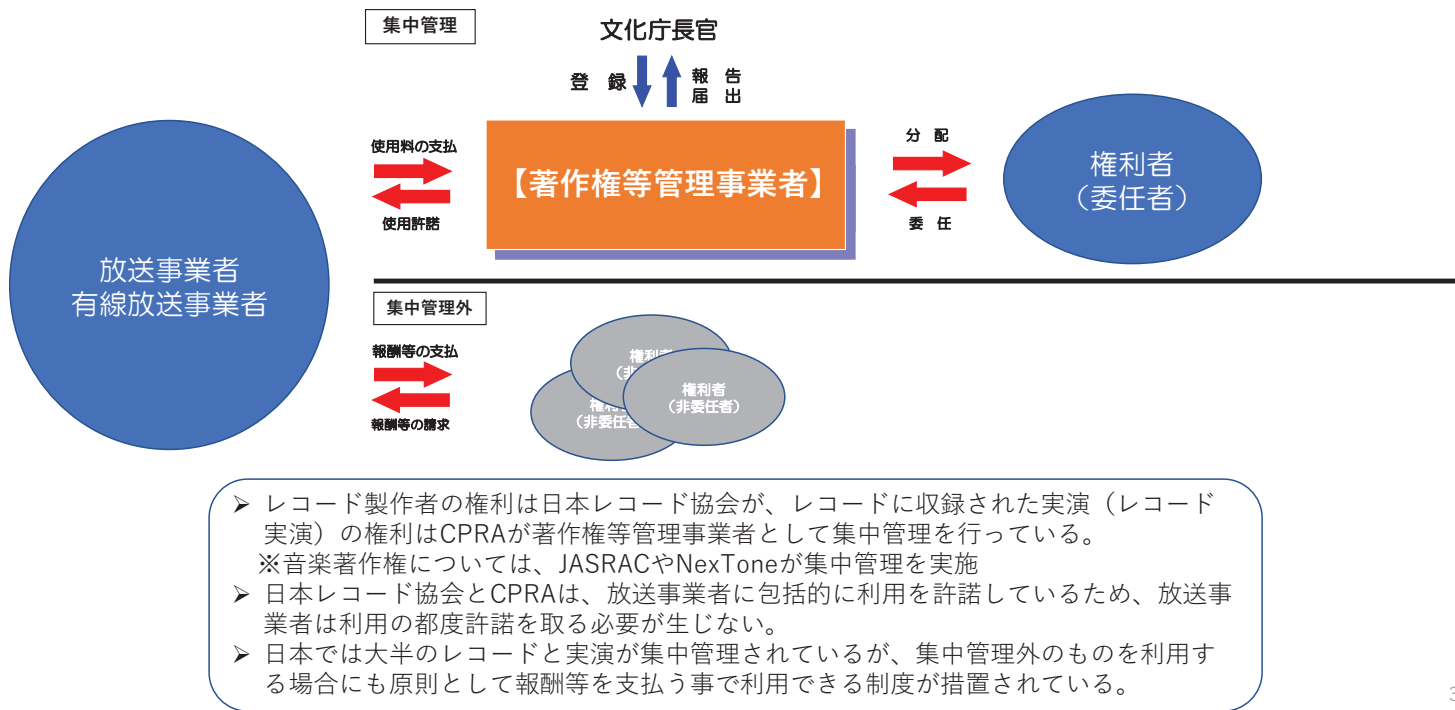 集中管理
文化庁長官
登 録
報 告
届 出
使用料の支払
使用許諾
【著作権等管理事業者】
分 配
委 任
権利者
（委任者）
放送事業者
有線放送事業者
集中管理外
報酬等の支払
報酬等の請求
権利者
（非
権利
（非委任者
権利者
（非委任者）
➢ レコード製作者の権利は日本レコード協会が、レコードに収録された実演（レコード
実演）の権利はCPRAが著作権等管理事業者として集中管理を行っている。
※音楽著作権については、JASRACやNexToneが集中管理を実施
➢ 日本レコード協会とCPRAは、放送事業者に包括的に利用を許諾しているため、放送事
業者は利用の都度許諾を取る必要が生じない。
➢ 日本では大半のレコードと実演が集中管理されているが、集中管理外のものを利用す
る場合にも原則として報酬等を支払う事で利用できる制度が措置されている。